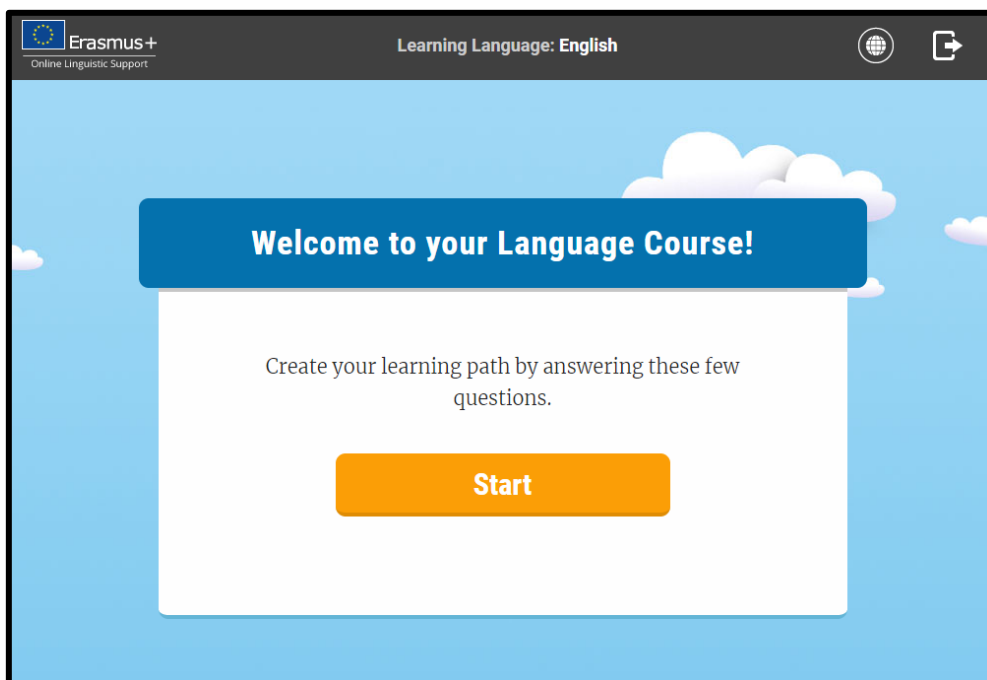 Erasmus+
Online Linguistic Support
Learning Language: English
Welcome to your Language Course!
Create your learning path by answering these few
questions.
Start